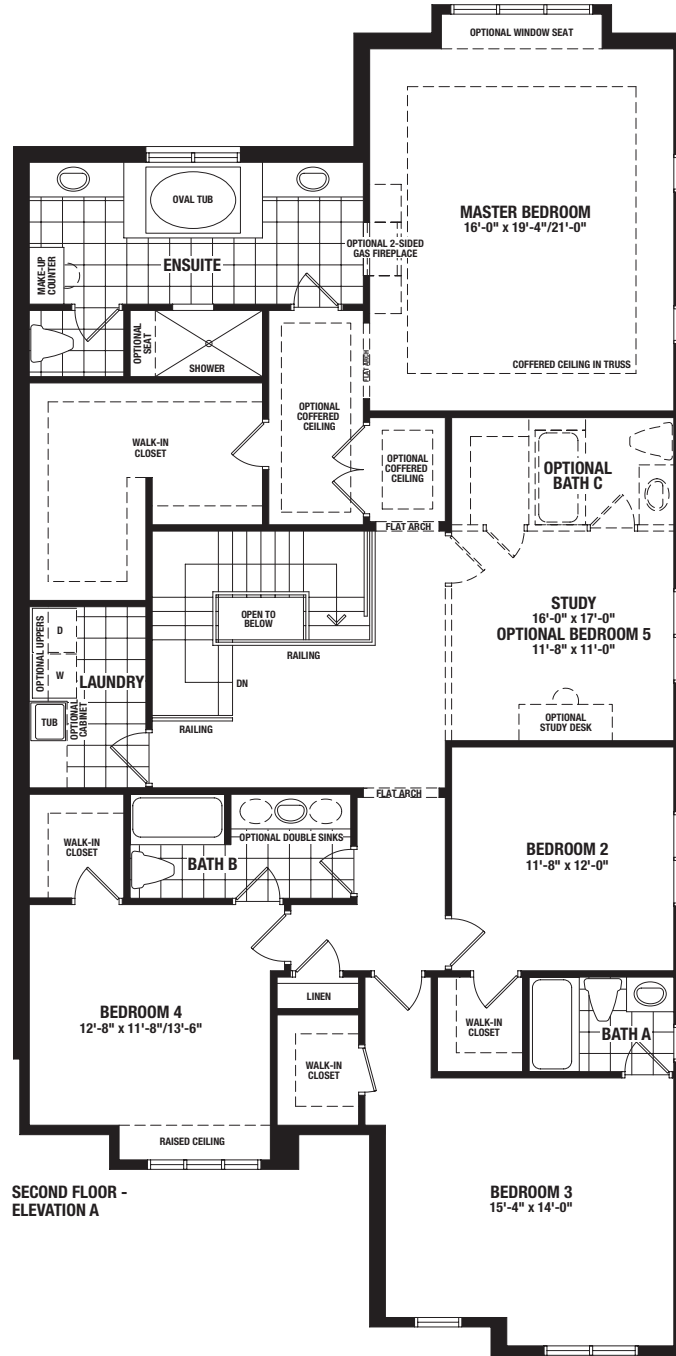 OPTIONAL WINDOW SEAT
MASTER BEDROOM
16'-0" x 19'-4"/21'-0"
COFFERED CEILING IN TRUSS
OVAL TUB
ENSUITE
MAKE-UP
COUNTER
OPTIONAL 2-SIDED
GAS FIREPLACE
OPTIONAL
SEAT
SHOWER
FLAT ARCH
OPTIONAL
COFFERED
CEILING
WALK-IN
CLOSET
OPTIONAL
COFFERED
CEILING
FLAT ARCH
OPTIONAL
BATH C
STUDY
16'-0" x 17'-0"
OPTIONAL BEDROOM 5
11'-8" x 11'-0"
OPTIONAL
STUDY DESK
OPEN TO
BELOW
RAILING
DN
RAILING
OPTIONAL UPPERS
D
W
LAUNDRY
TUB
OPTIONAL
CABINET
FLAT ARCH
WALK-IN
CLOSET
OPTIONAL DOUBLE SINKS
BATH B
BEDROOM 2
11'-8" x 12'-0"
BEDROOM 4
12'-8" x 11'-8"/13'-6"
LINEN
WALK-IN
CLOSET
WALK-IN
CLOSET
BATH A
RAISED CEILING
BEDROOM 3
15'-4" x 14'-0"
SECOND FLOOR -
ELEVATION A